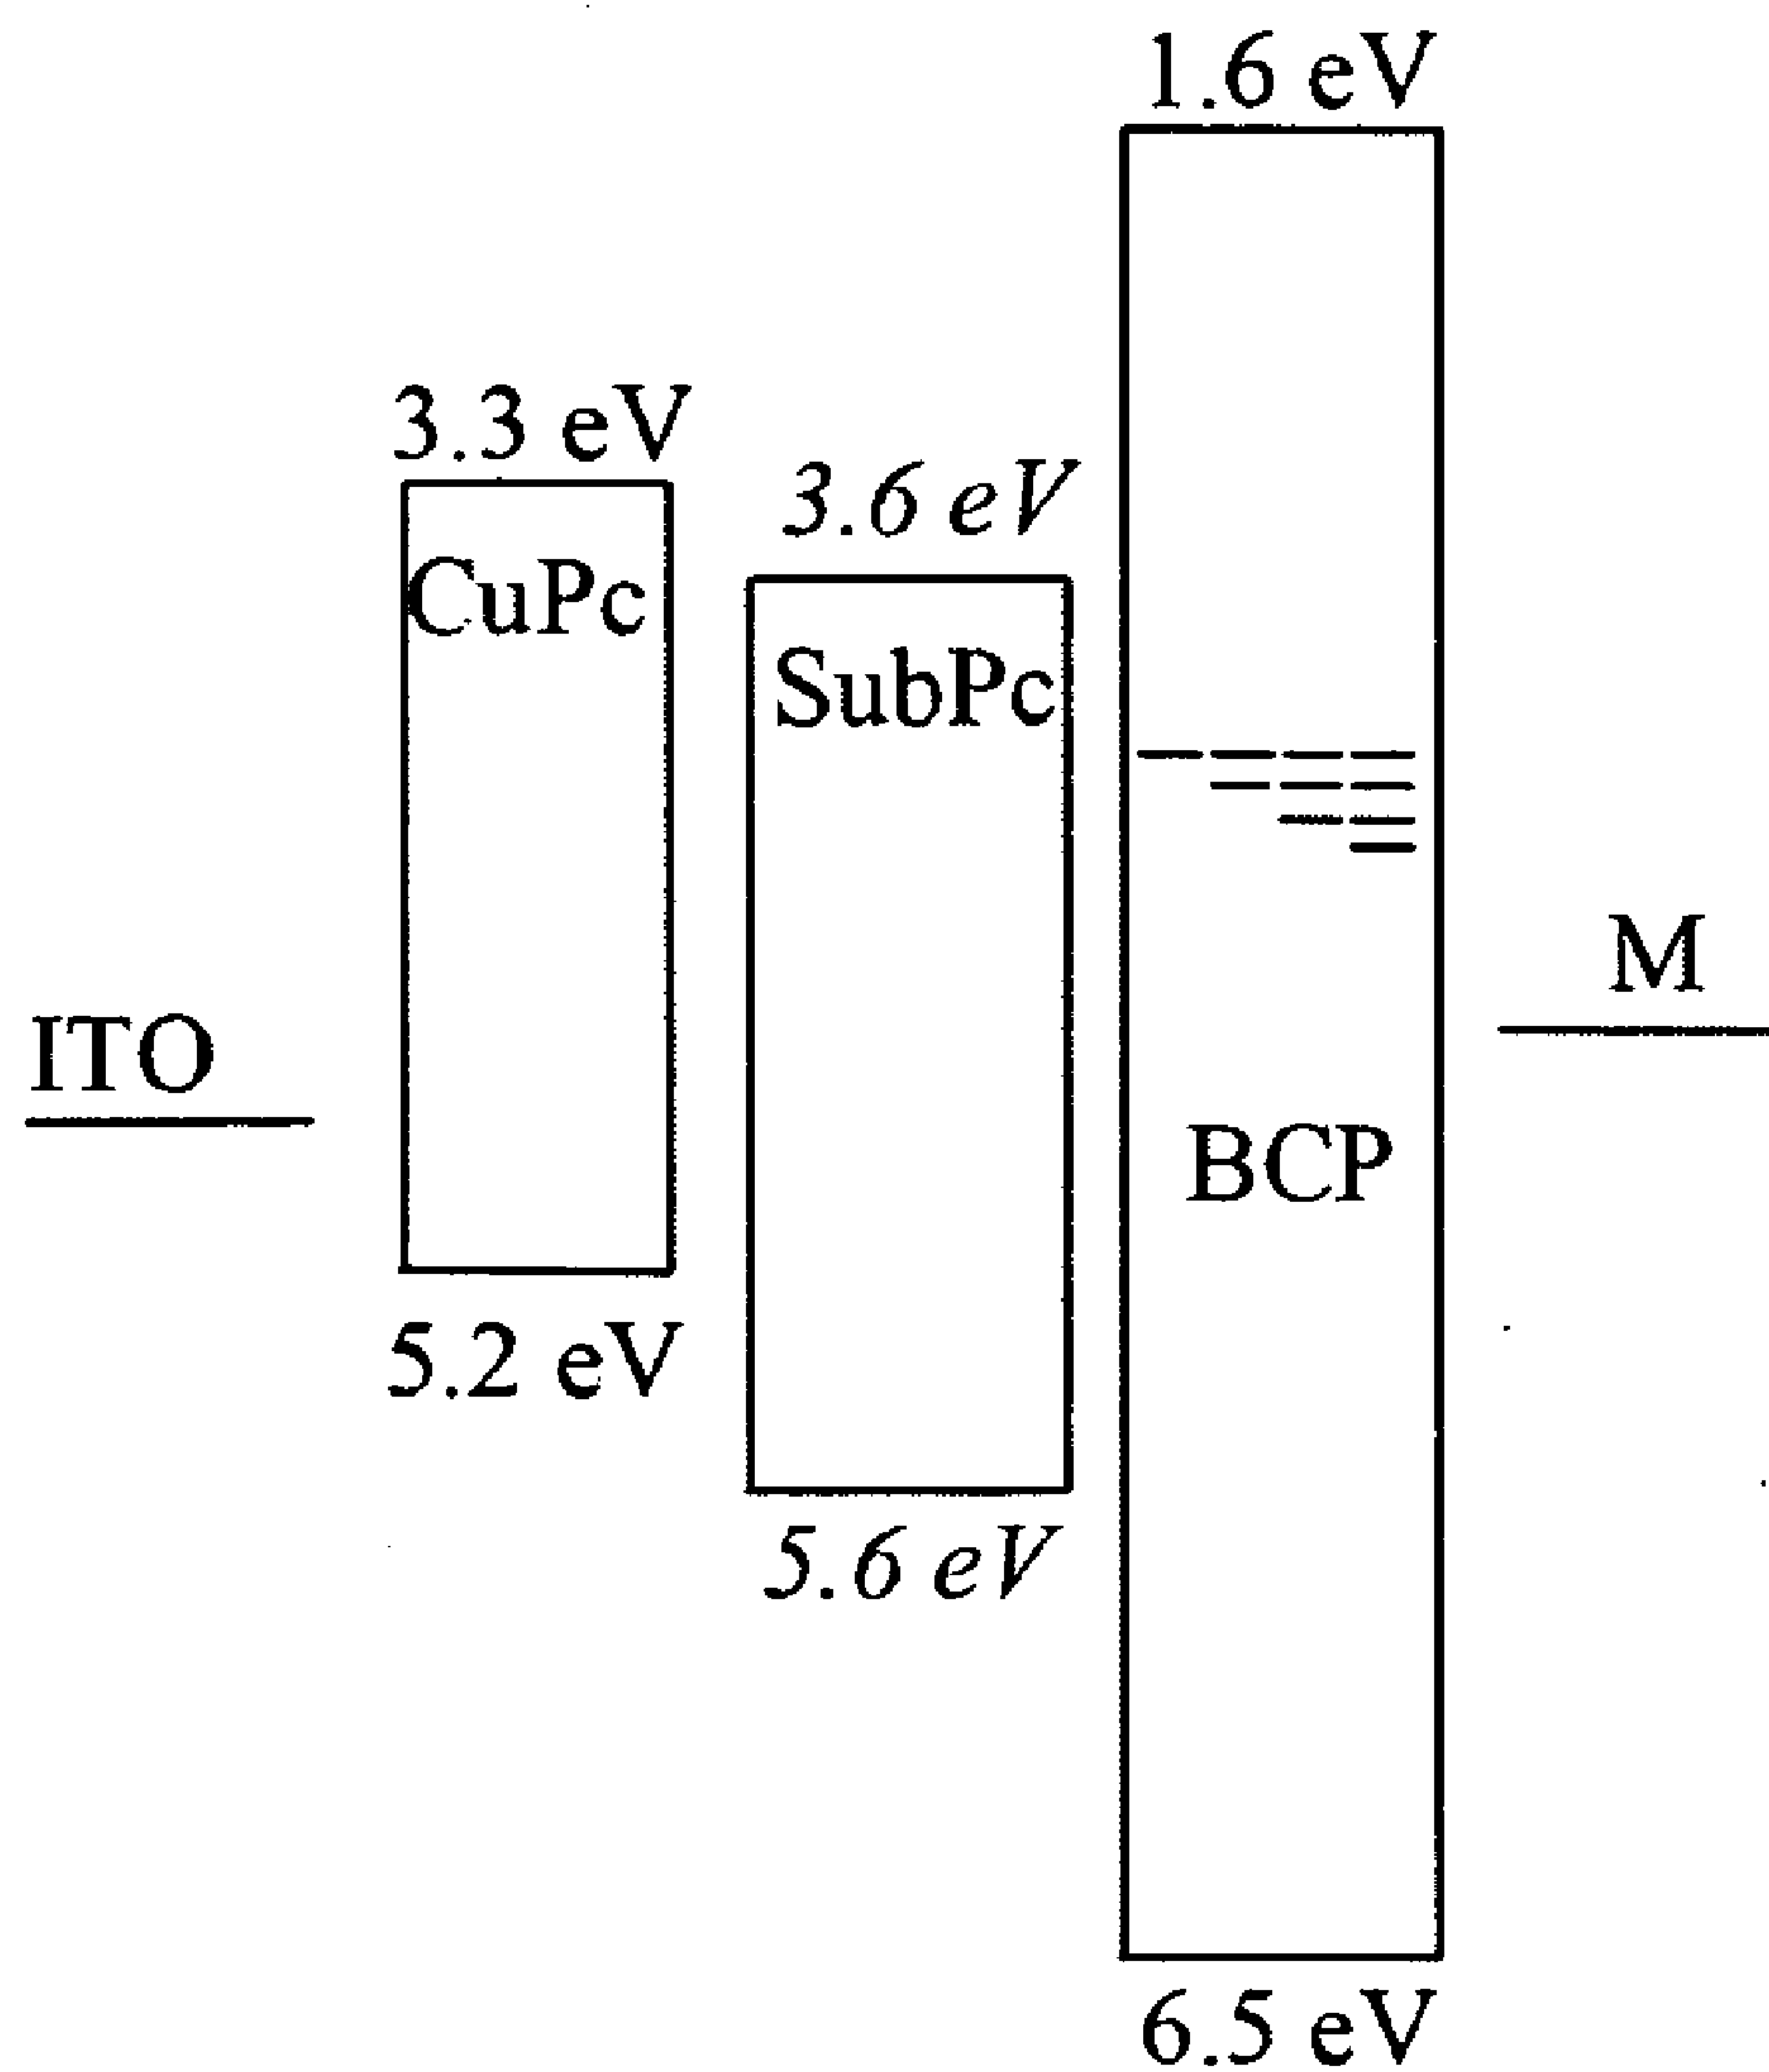 1.6 eV
3.3 eV
3.6 eV
CuPc
SubPc
M
ITO
BCP
5.2 eV
5.6 eV
6.5 eV